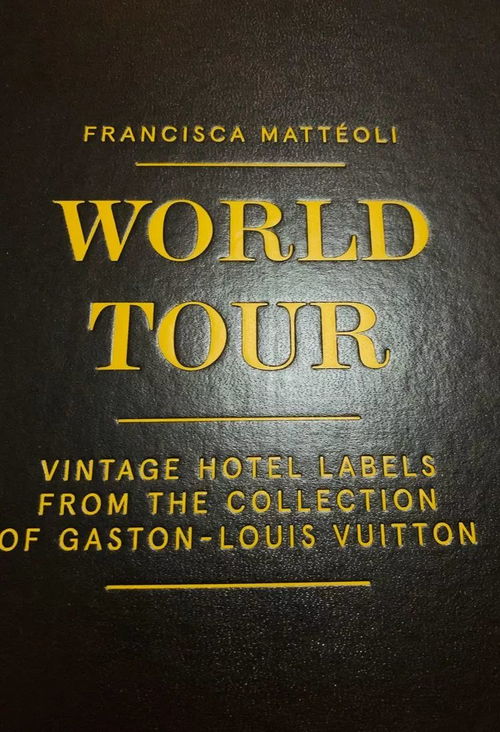 FRANCISCA MATTÉOLI
WORLD
TOUR
VINTAGE HOTEL LABELS
FROM THE COLLECTION
OF GASTON-LOUIS VUITTON